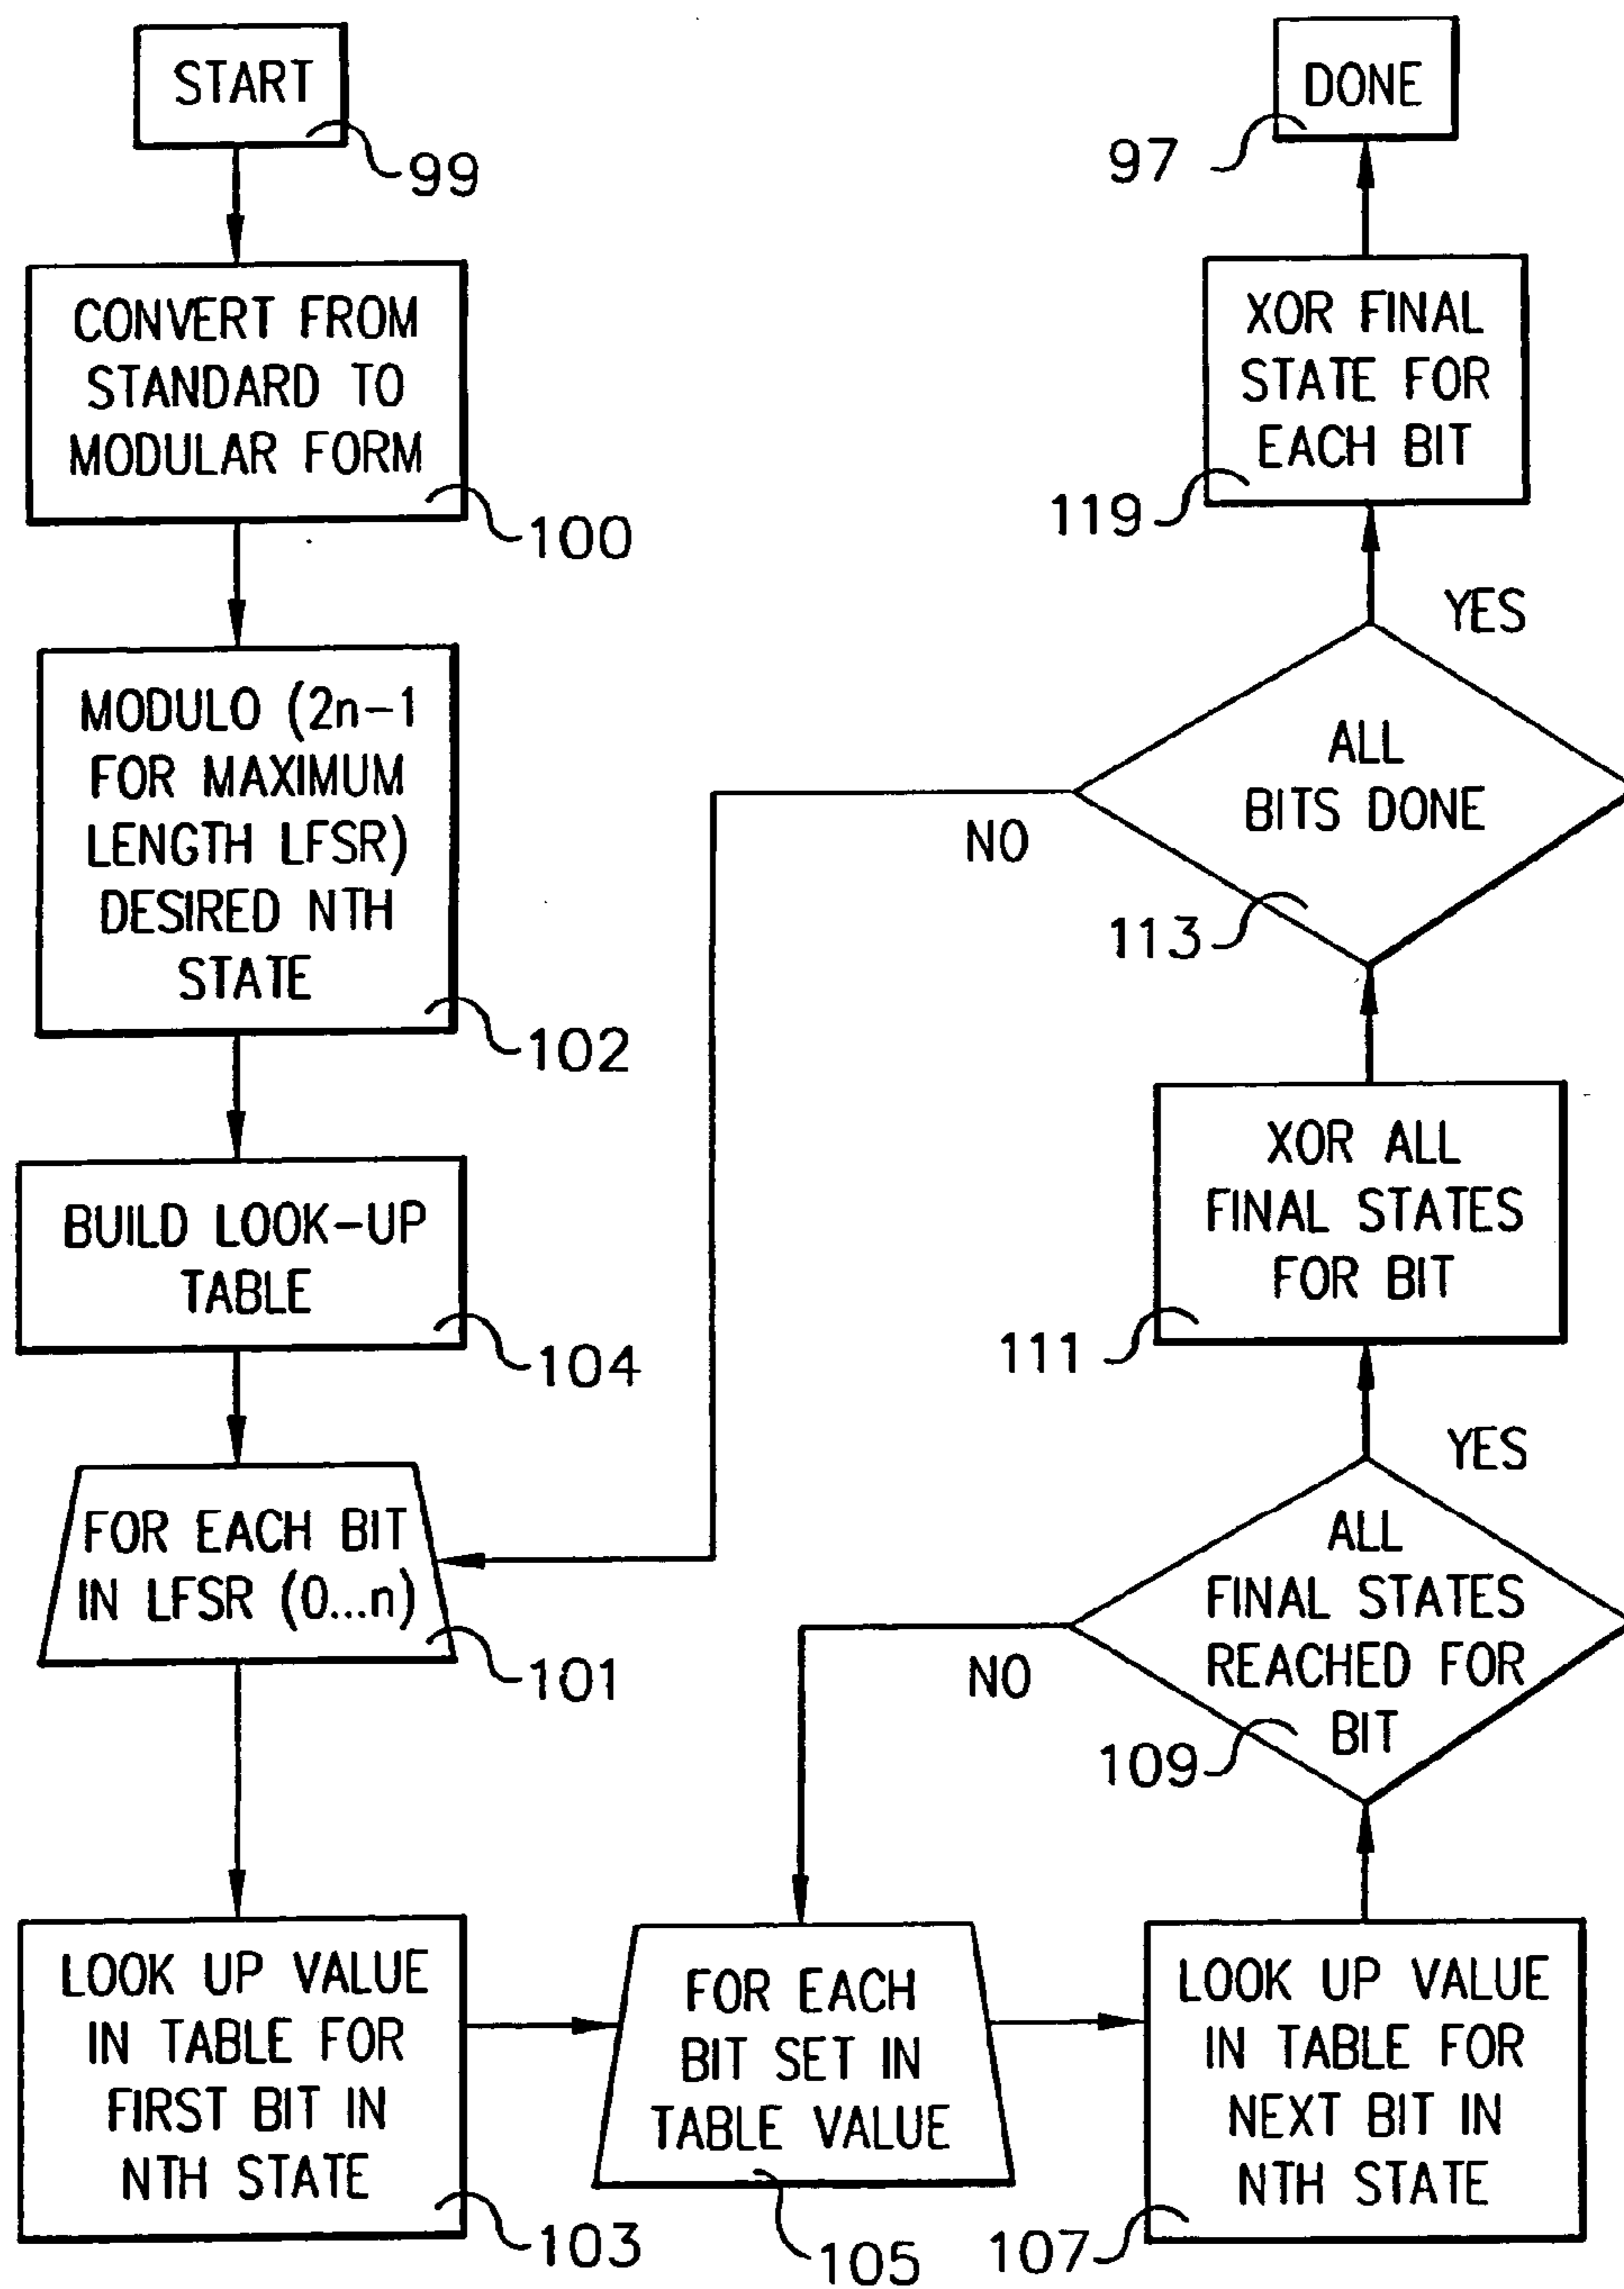 START
99
CONVERT FROM
STANDARD TO
MODULAR FORM
100
MODULO (2n-1
FOR MAXIMUM
LENGTH LFSR)
DESIRED NTH
STATE
102
BUILD LOOK-UP
TABLE
104
FOR EACH BIT
IN LFSR (0...n)
101
LOOK UP VALUE
IN TABLE FOR
FIRST BIT IN
NTH STATE
103
FOR EACH
BIT SET IN
TABLE VALUE
105
LOOK UP VALUE
IN TABLE FOR
NEXT BIT IN
NTH STATE
107
ALL
FINAL STATES
REACHED FOR
BIT
109
NO
YES
XOR ALL
FINAL STATES
FOR BIT
111
ALL
BITS DONE
113
NO
YES
XOR FINAL
STATE FOR
EACH BIT
119
DONE
97